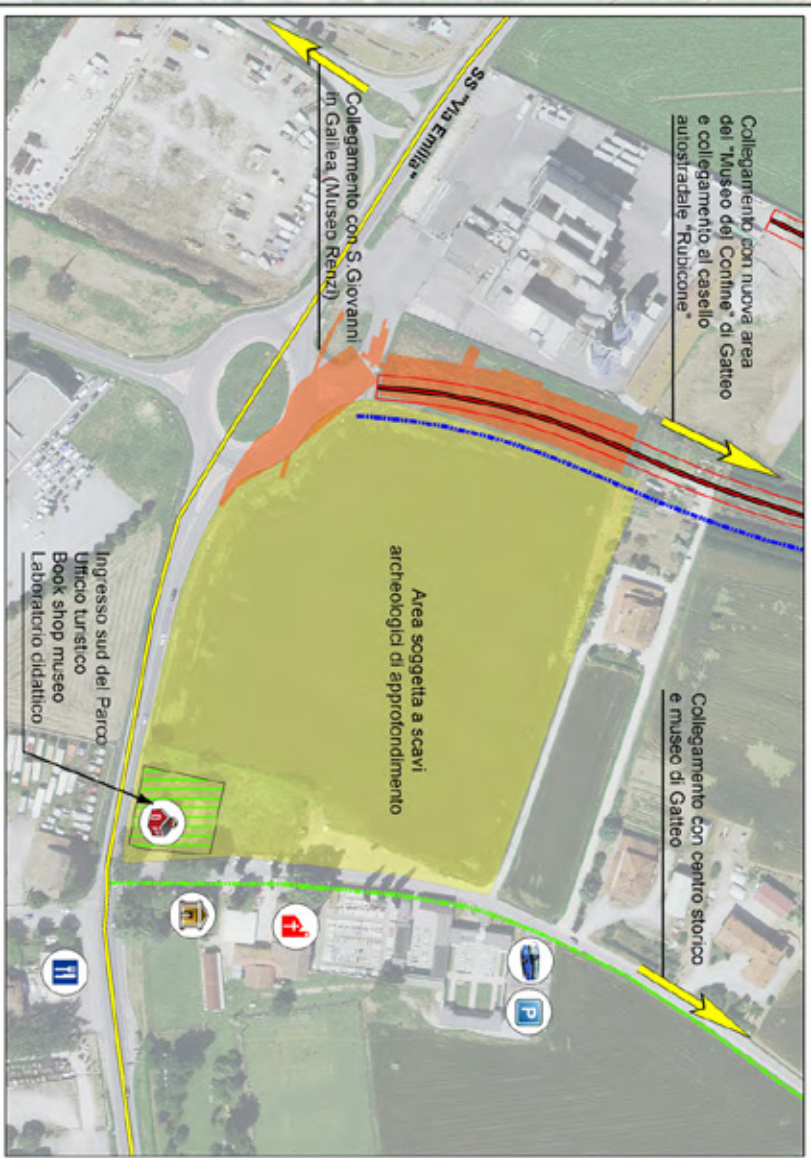 Collegamento con nuova area
del "Museo del Confine" di Gatteo
e collegamento al casello
autostradale "Rubicone"
SS "Via Emilia"
Collegamento con S.Giovanni
in Galilea (Museo Renzi)
Collegamento con centro storico
e museo di Gatteo
Area soggetta a scavi
archeologici di approfondimento
Ingresso sud del Parco
Ufficio turistico
Book shop museo
Laboratorio didattico
P